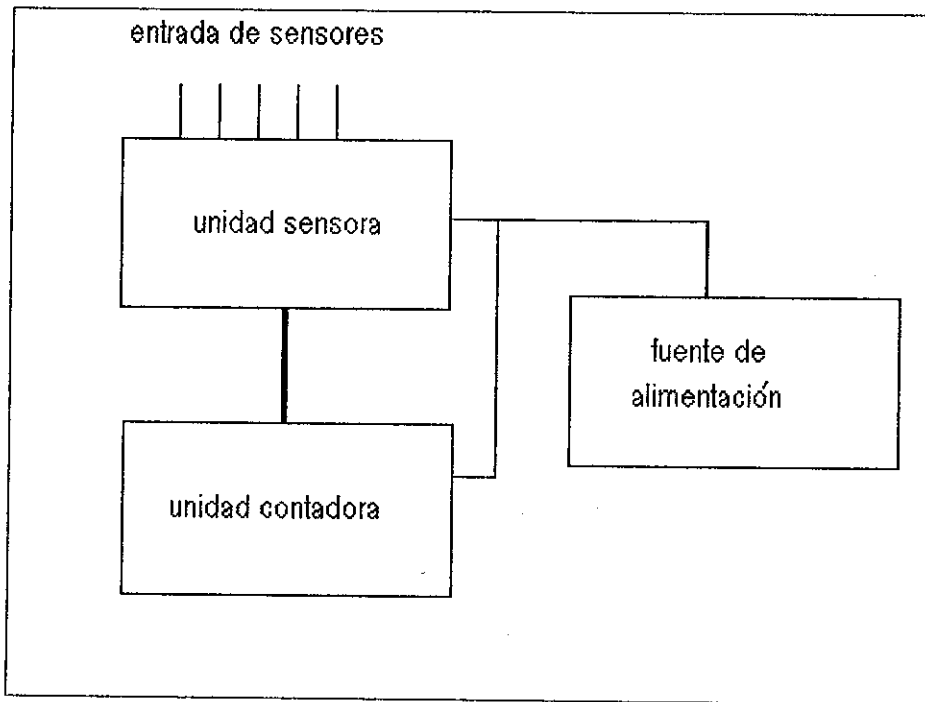 entrada de sensores
unidad sensora
fuente de
alimentación
unidad contadora